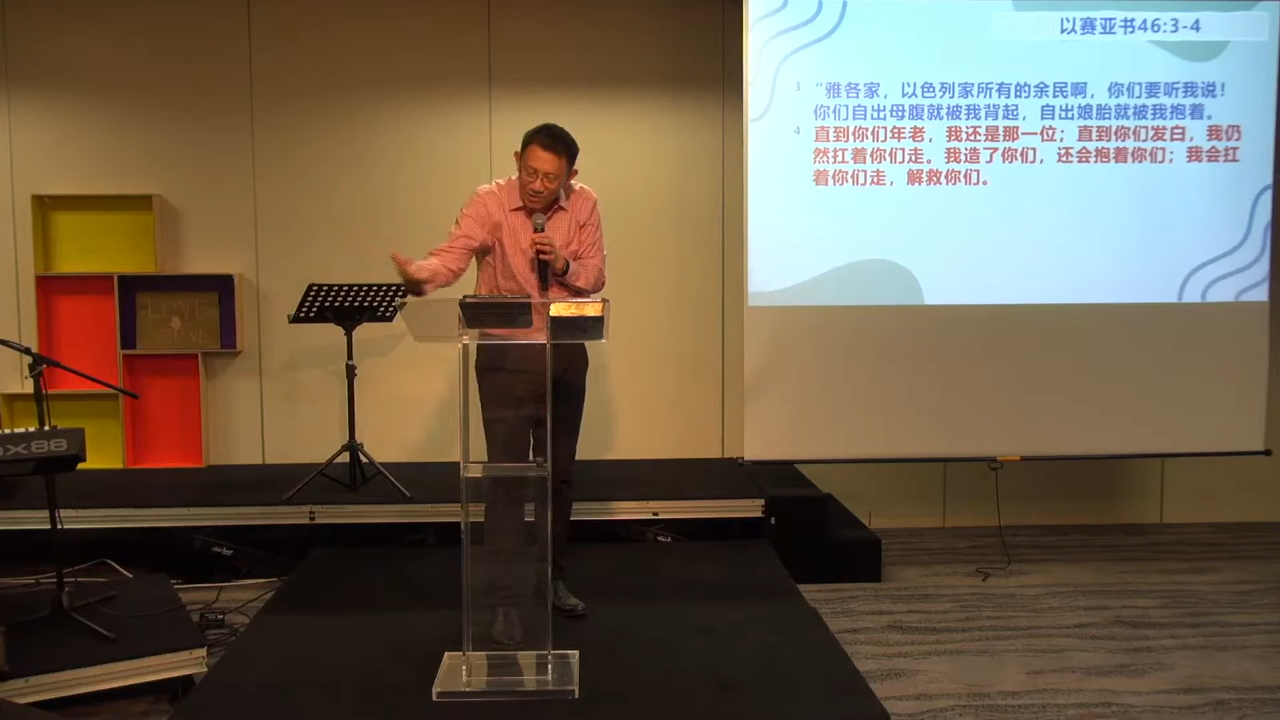 以赛亚书46:3-4
3 “雅各家，以色列家所有的余民啊，你们要听我说！
你们自出母腹就被我背起，自出娘胎就被我抱着。
4 直到你们年老，我还是那一位；直到你们发白，我仍
然扛着你们走。我造了你们，还会抱着你们；我会扛
着你们走，解救你们。
LOVE
x88